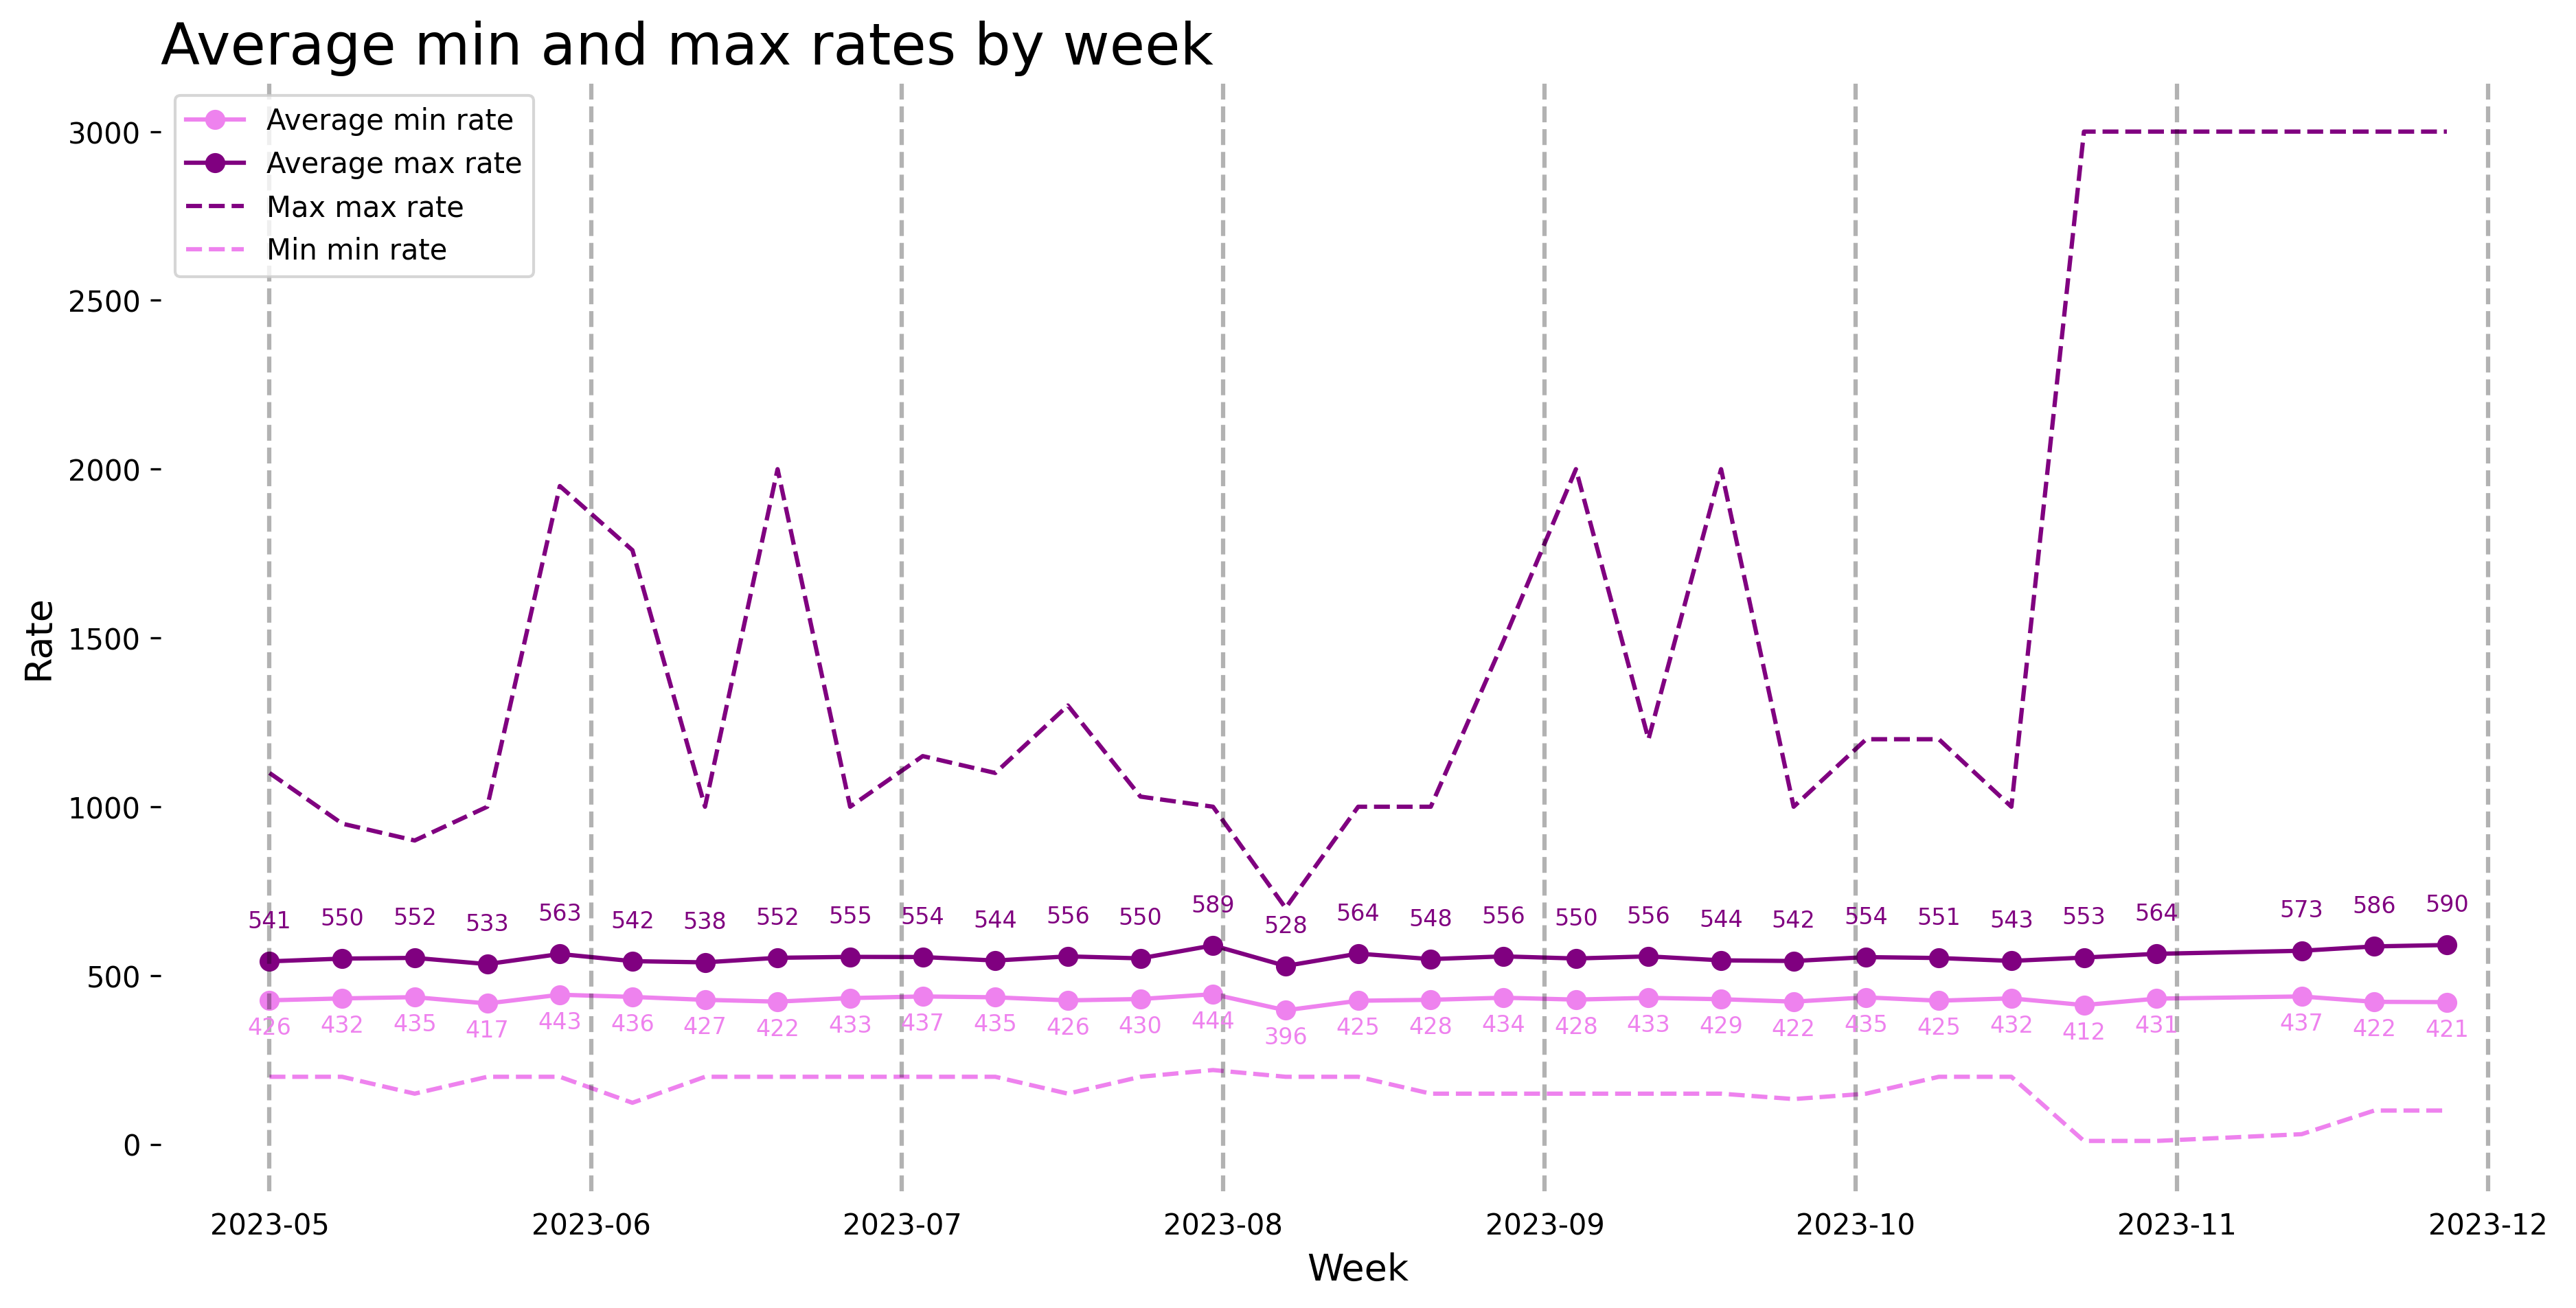 Average min and max rates by week
Average min rate
Average max rate
Max max rate
Min min rate
3000
2500
2000
1500
1000
500
0
Rate
541 550 552 533 563 542 538 552 555 554 544 556 550 589 528 564 548 556 550 556 544 542 554 551 543 553 564 573 586 590
426 432 435 417 443 436 427 422 433 437 435 426 430 444 396 425 428 434 428 433 429 422 435 425 432 412 431 437 422 421
2023-05 2023-06 2023-07 2023-08 2023-09 2023-10 2023-11 2023-12
Week